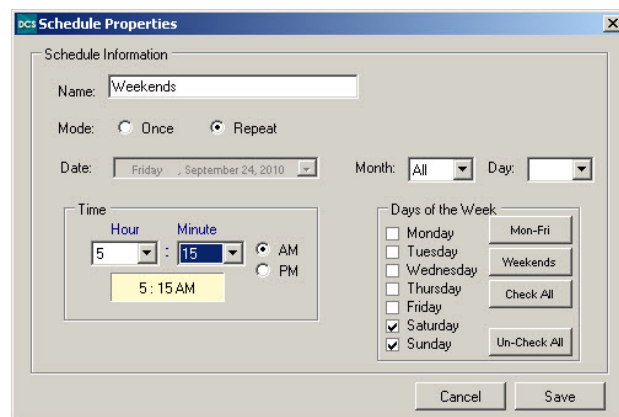 DCS Schedule Properties
Schedule Information
Name: Weekends
Mode: Once Repeat
Date: Friday , September 24, 2010 Month: All Day:
Time
Hour Minute
5 : 15 AM
PM
5 : 15 AM
Days of the Week
Monday
Tuesday
Wednesday
Thursday
Friday
Saturday
Sunday
Mon-Fri
Weekends
Check All
Un-Check All
Cancel Save